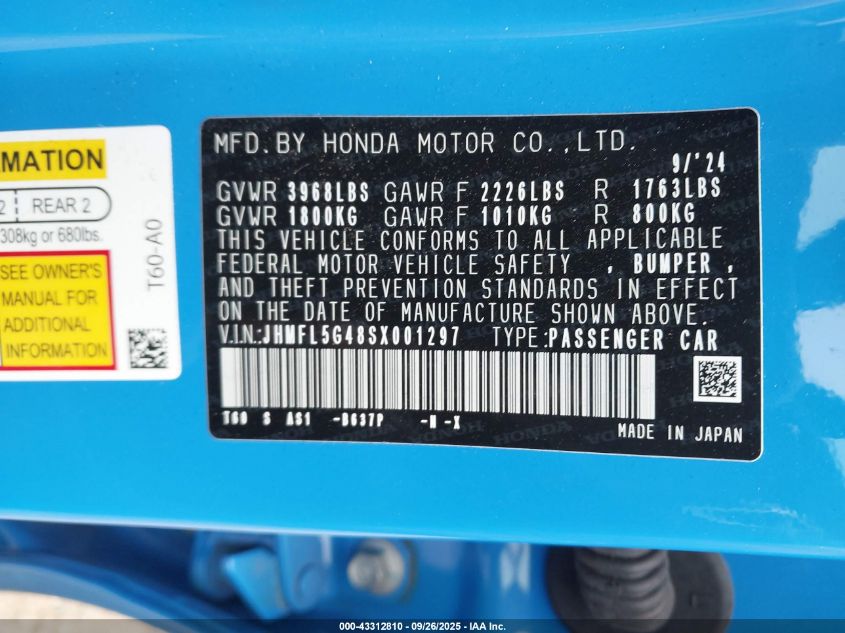 MFD. BY HONDA MOTOR CO.,LTD.
9/'24
GVWR 3968LBS GAWR F 2226LBS R 1763LBS
GVWR 1800KG GAWR F 1010KG R 800KG
THIS VEHICLE CONFORMS TO ALL APPLICABLE
FEDERAL MOTOR VEHICLE SAFETY , BUMPER ,
AND THEFT PREVENTION STANDARDS IN EFFECT
ON THE DATE OF MANUFACTURE SHOWN ABOVE.
V.IN:JHMFL5G48SX001297 TYPE:PASSENGER CAR
T60 S AS1 -B637P -N -X
MADE IN JAPAN
RMATION
2 REAR 2
308kg or 680lbs.
SEE OWNER'S
MANUAL FOR
ADDITIONAL
INFORMATION
T60-A0
000-43312810 - 09/26/2025 - IAA Inc.